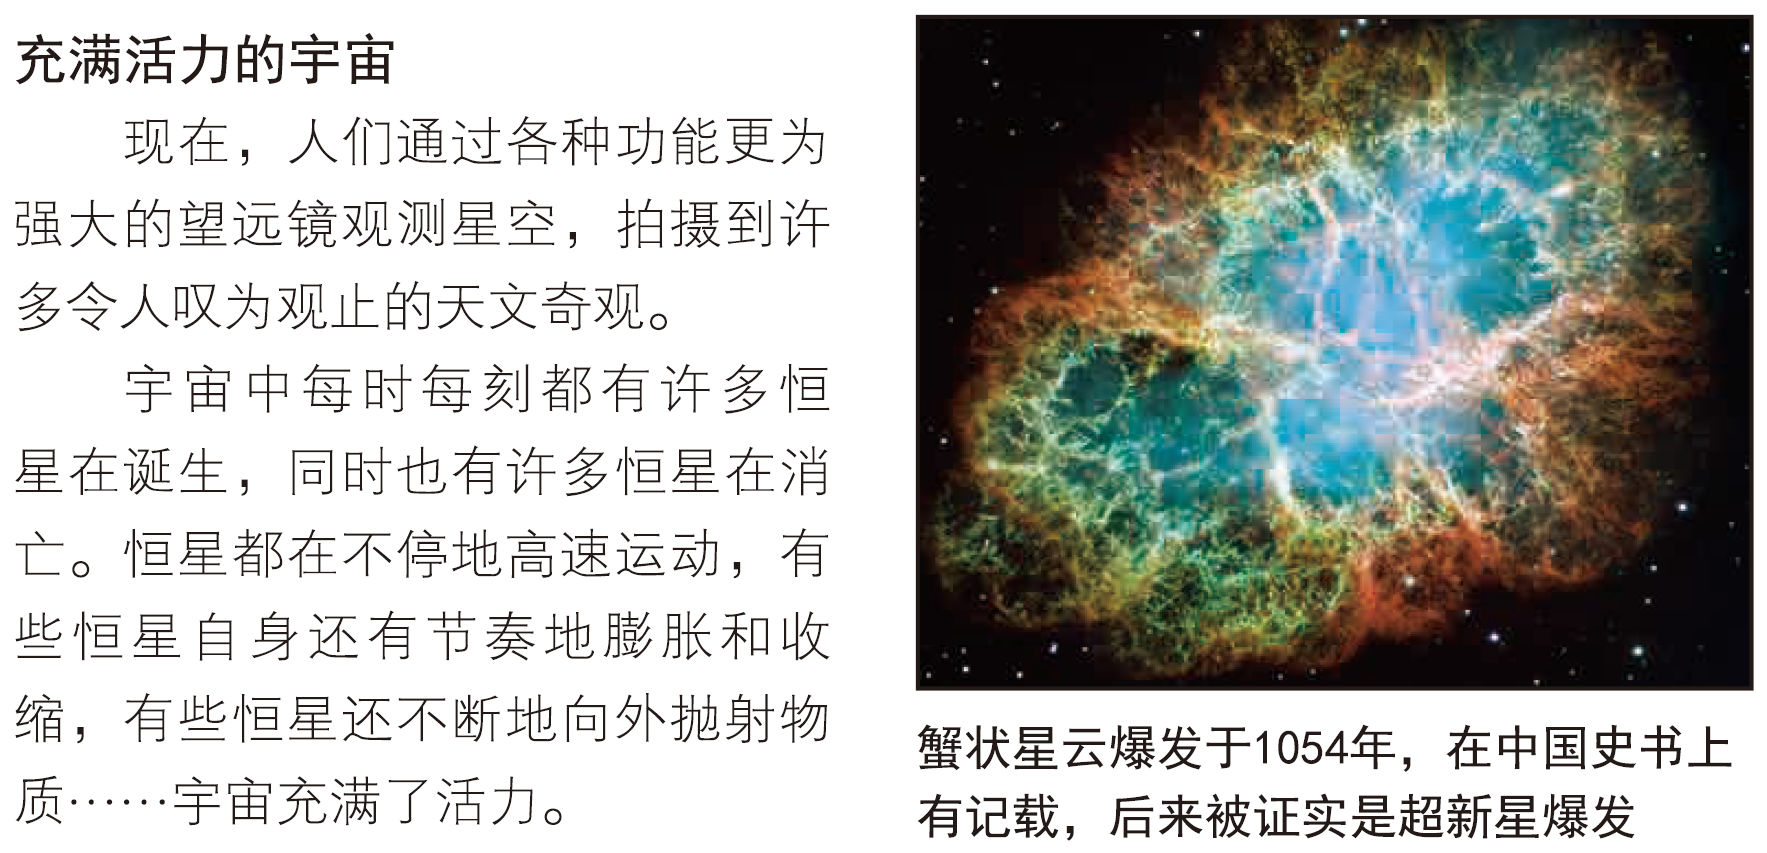 充满活力的宇宙
现在，人们通过各种功能更为
强大的望远镜观测星空，拍摄到许
多令人叹为观止的天文奇观。
宇宙中每时每刻都有许多恒
星在诞生，同时也有许多恒星在消
亡。恒星都在不停地高速运动，有
些恒星自身还有节奏地膨胀和收
缩，有些恒星还不断地向外抛射物
质……宇宙充满了活力。
蟹状星云爆发于1054年，在中国史书上
有记载，后来被证实是超新星爆发